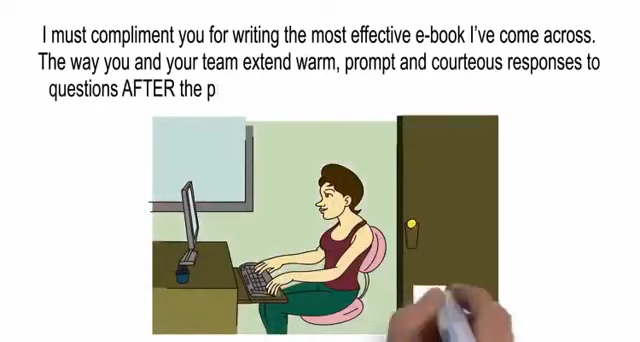 I must compliment you for writing the most effective e-book I've come across.
The way you and your team extend warm, prompt and courteous responses to
questions AFTER the p